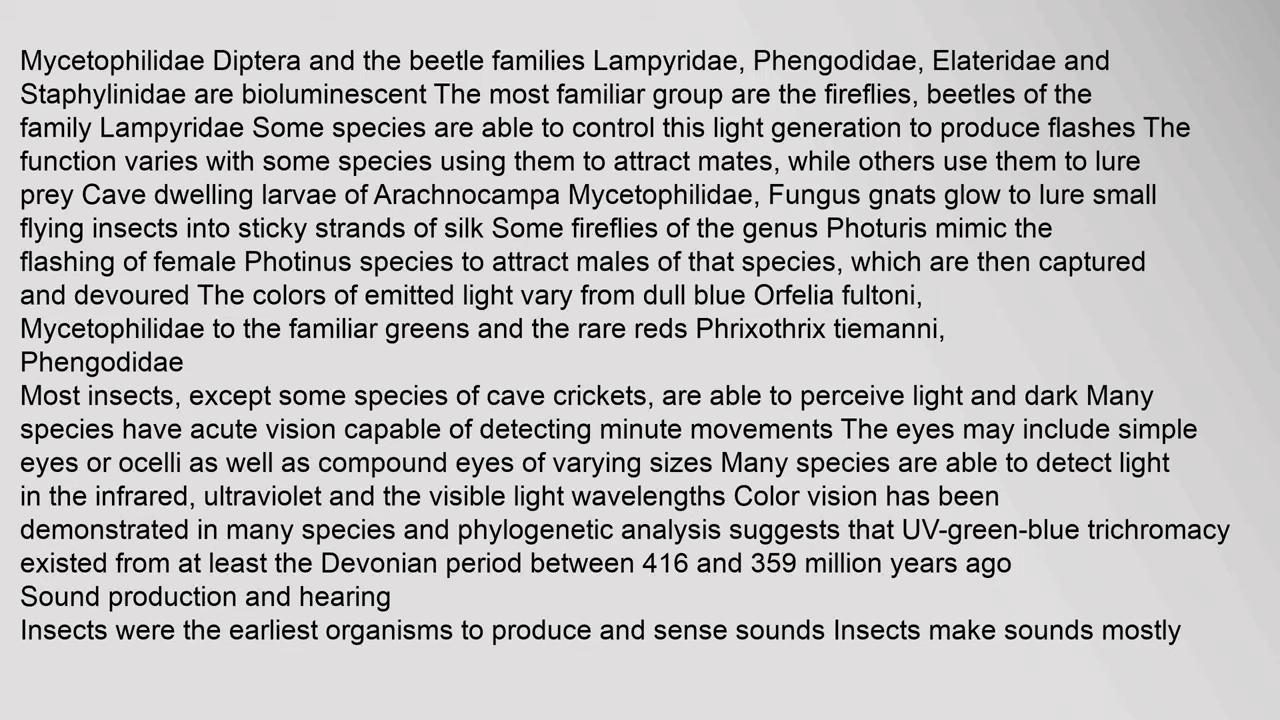 Mycetophilidae Diptera and the beetle families Lampyridae, Phengodidae, Elateridae and
Staphylinidae are bioluminescent The most familiar group are the fireflies, beetles of the
family Lampyridae Some species are able to control this light generation to produce flashes The
function varies with some species using them to attract mates, while others use them to lure
prey Cave dwelling larvae of Arachnocampa Mycetophilidae, Fungus gnats glow to lure small
flying insects into sticky strands of silk Some fireflies of the genus Photuris mimic the
flashing of female Photinus species to attract males of that species, which are then captured
and devoured The colors of emitted light vary from dull blue Orfelia fultoni,
Mycetophilidae to the familiar greens and the rare reds Phrixothrix tiemanni,
Phengodidae
Most insects, except some species of cave crickets, are able to perceive light and dark Many
species have acute vision capable of detecting minute movements The eyes may include simple
eyes or ocelli as well as compound eyes of varying sizes Many species are able to detect light
in the infrared, ultraviolet and the visible light wavelengths Color vision has been
demonstrated in many species and phylogenetic analysis suggests that UV-green-blue trichromacy
existed from at least the Devonian period between 416 and 359 million years ago
Sound production and hearing
Insects were the earliest organisms to produce and sense sounds Insects make sounds mostly